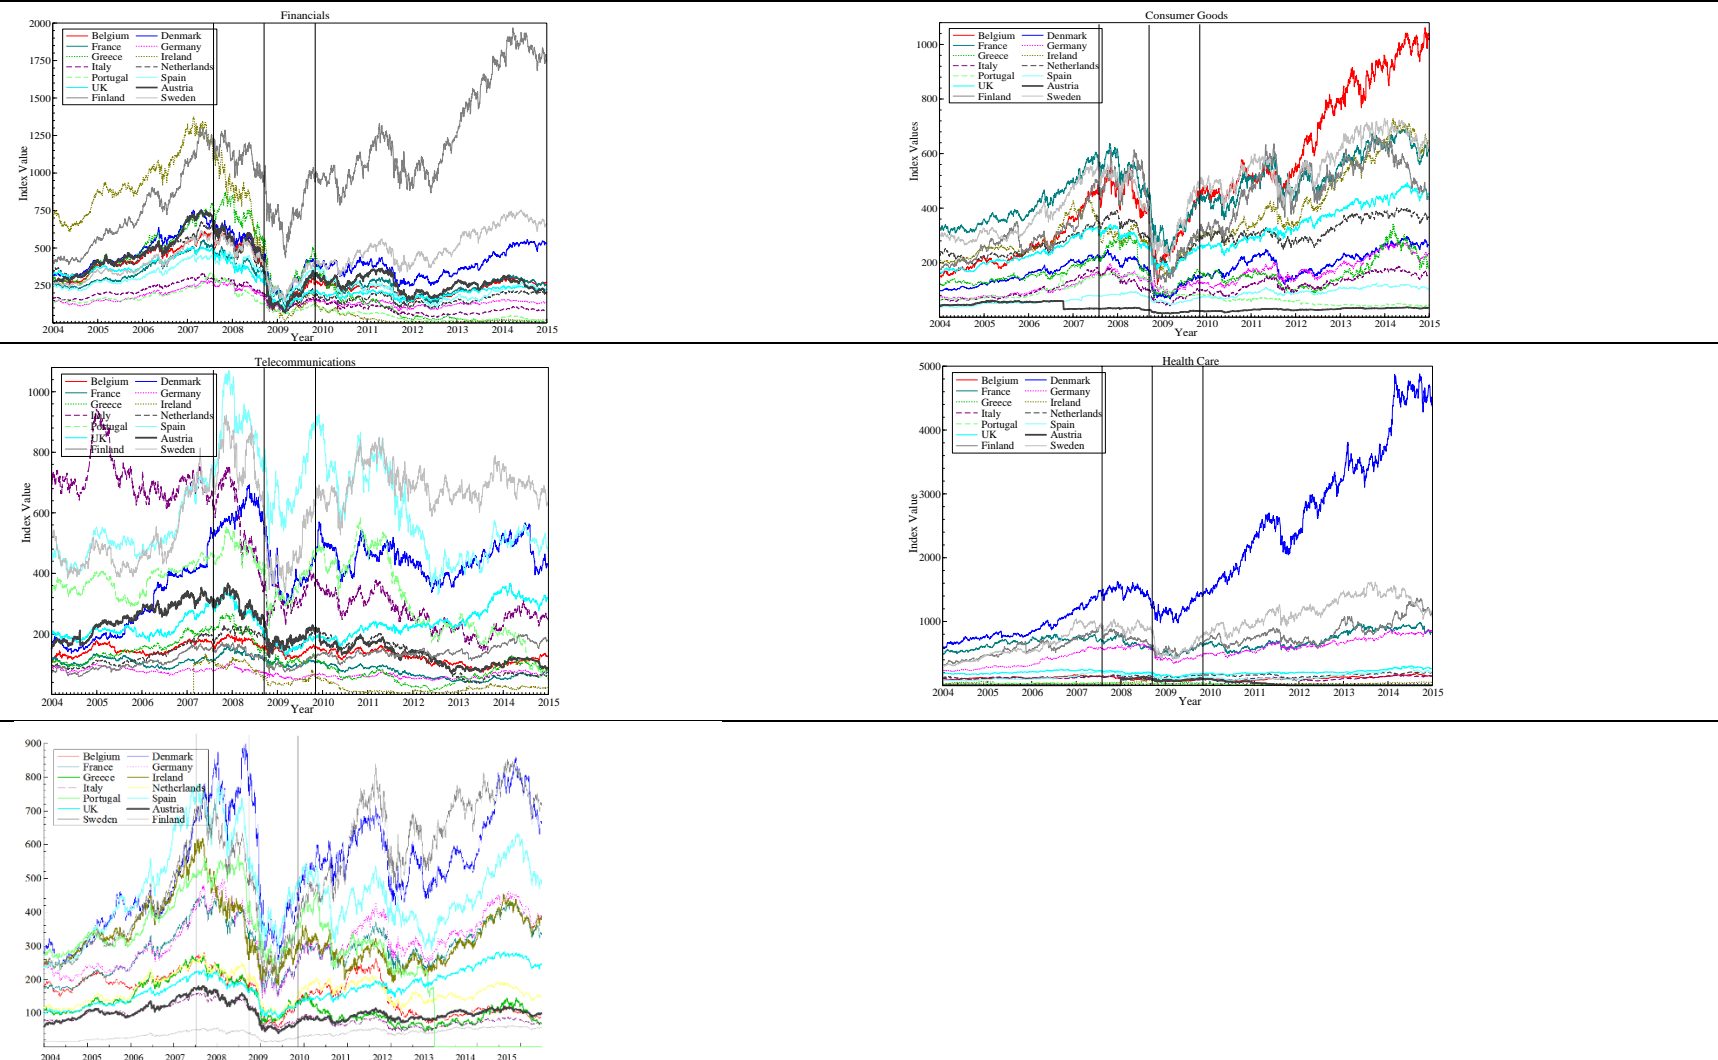 Financials
Index Value
2000
1750
1500
1250
1000
750
500
250
Belgium Denmark
France Germany
Greece Ireland
Italy Netherlands
Portugal Spain
UK Austria
Finland Sweden
2004 2005 2006 2007 2008 2009 2010 2011 2012 2013 2014 2015
Year
Consumer Goods
Index Values
1000
800
600
400
200
Belgium Denmark
France Germany
Greece Ireland
Italy Netherlands
Portugal Spain
UK Austria
Finland Sweden
2004 2005 2006 2007 2008 2009 2010 2011 2012 2013 2014 2015
Year
Telecommunications
Index Value
1000
800
600
400
200
Belgium Denmark
France Germany
Greece Ireland
Italy Netherlands
Portugal Spain
UK Austria
Finland Sweden
2004 2005 2006 2007 2008 2009 2010 2011 2012 2013 2014 2015
Year
Health Care
Index Value
5000
4000
3000
2000
1000
Belgium Denmark
France Germany
Greece Ireland
Italy Netherlands
Portugal Spain
UK Austria
Finland Sweden
2004 2005 2006 2007 2008 2009 2010 2011 2012 2013 2014 2015
Year
900
800
700
600
500
400
300
200
100
Belgium Denmark
France Germany
Greece Ireland
Italy Netherlands
Portugal Spain
UK Austria
Sweden Finland
2004 2005 2006 2007 2008 2009 2010 2011 2012 2013 2014 2015